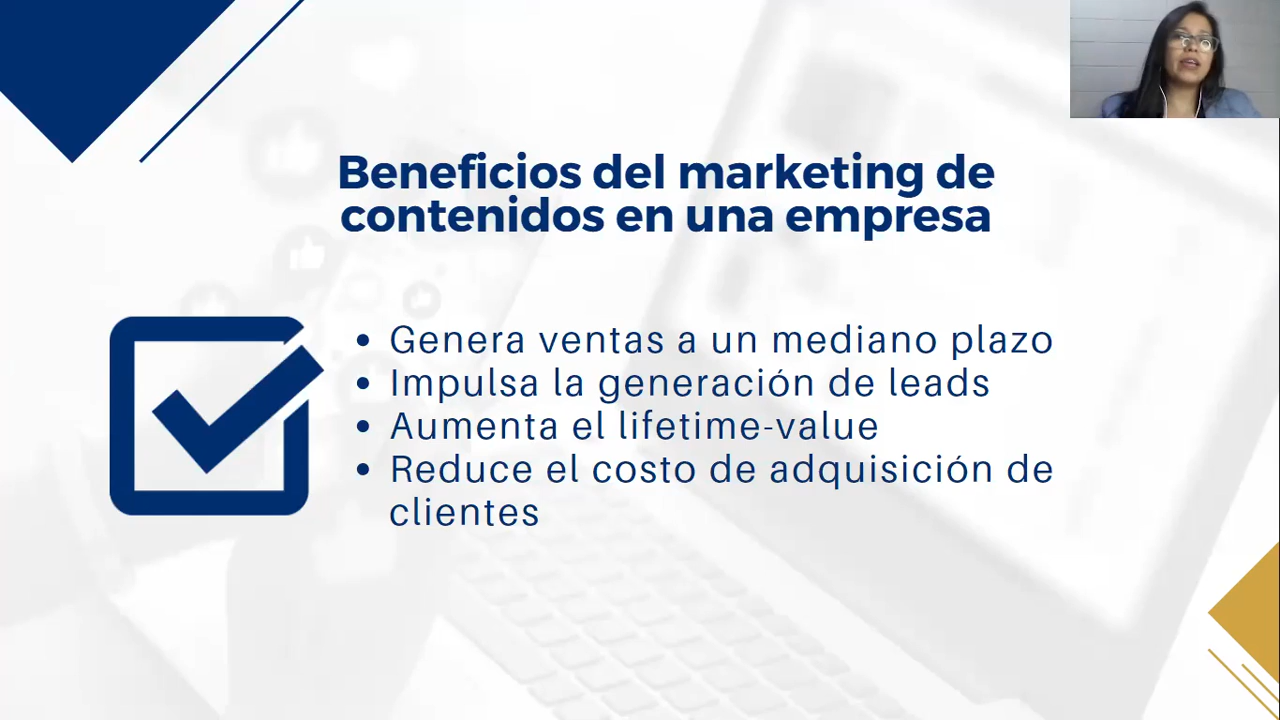 Beneficios del marketing de
contenidos en una empresa
• Genera ventas a un mediano plazo
• Impulsa la generación de leads
• Aumenta el lifetime-value
• Reduce el costo de adquisición de
clientes